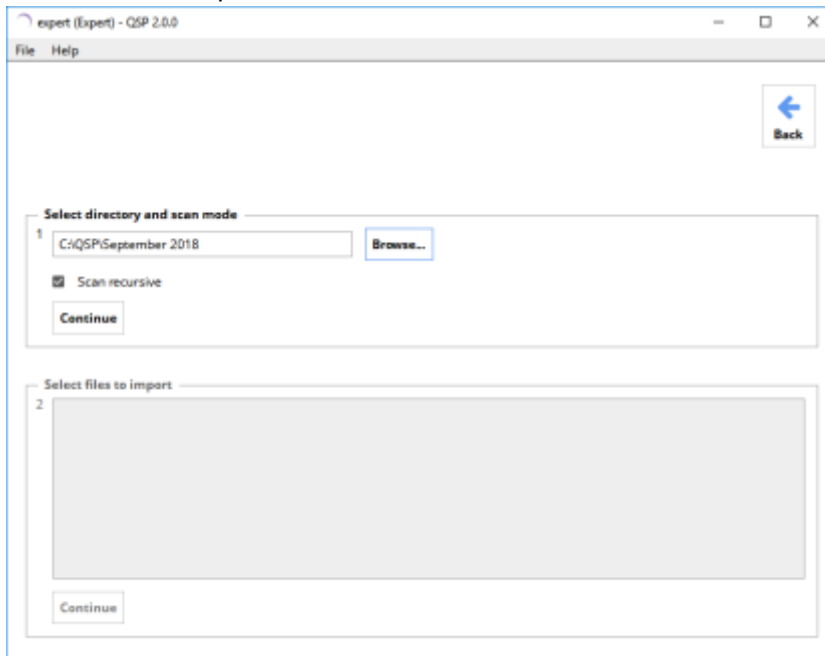 expert (Expert) - QSP 2.0.0
File Help
Back
Select directory and scan mode
1
C:\QSP\September 2018 Browse...
Scan recursive
Continue
Select files to import
2
Continue